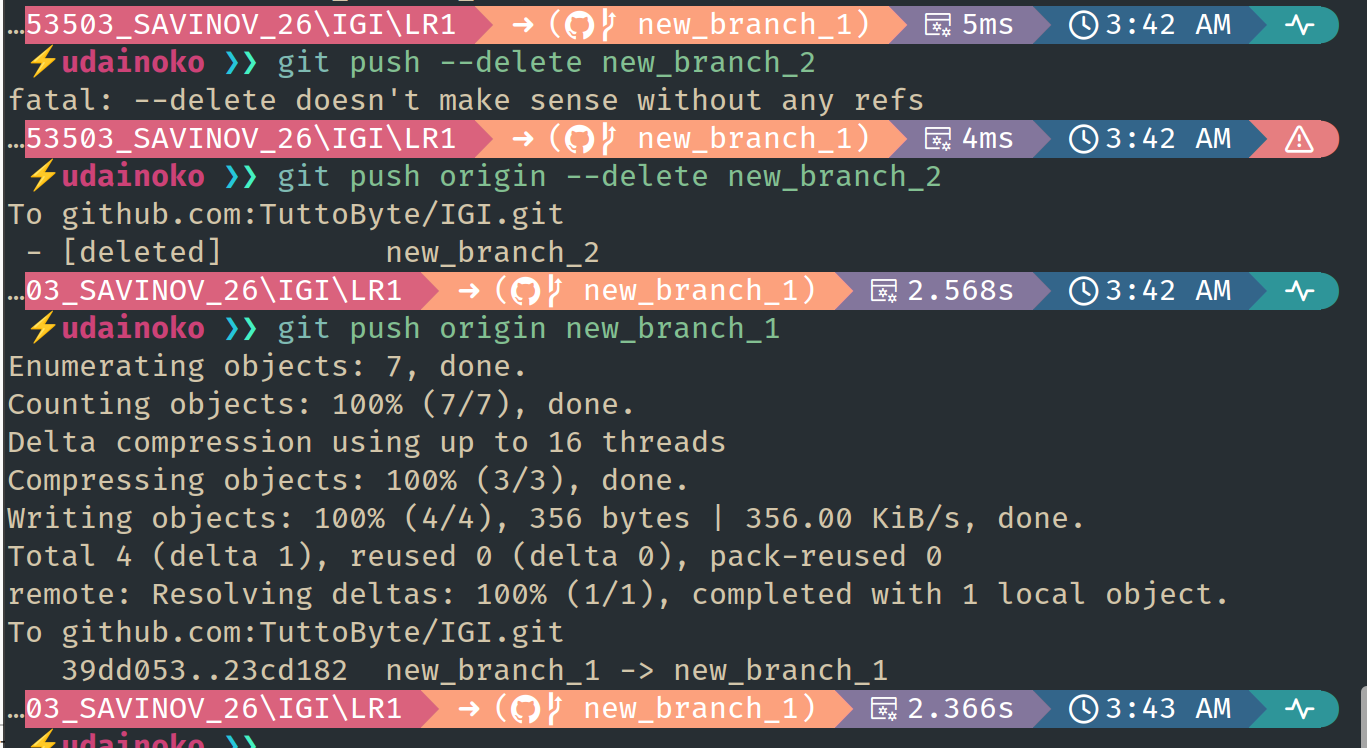 …53503_SAVINOV_26\IGI\LR1 ➜ ( new_branch_1) 5ms 3:42 AM
⚡udainoko ❯❯ git push --delete new_branch_2
fatal: --delete doesn't make sense without any refs
…53503_SAVINOV_26\IGI\LR1 ➜ ( new_branch_1) 4ms 3:42 AM
⚡udainoko ❯❯ git push origin --delete new_branch_2
To github.com:TuttoByte/IGI.git
 - [deleted]         new_branch_2
…03_SAVINOV_26\IGI\LR1 ➜ ( new_branch_1) 2.568s 3:42 AM
⚡udainoko ❯❯ git push origin new_branch_1
Enumerating objects: 7, done.
Counting objects: 100% (7/7), done.
Delta compression using up to 16 threads
Compressing objects: 100% (3/3), done.
Writing objects: 100% (4/4), 356 bytes | 356.00 KiB/s, done.
Total 4 (delta 1), reused 0 (delta 0), pack-reused 0
remote: Resolving deltas: 100% (1/1), completed with 1 local object.
To github.com:TuttoByte/IGI.git
   39dd053..23cd182  new_branch_1 -> new_branch_1
…03_SAVINOV_26\IGI\LR1 ➜ ( new_branch_1) 2.366s 3:43 AM
⚡udainoko ❯❯